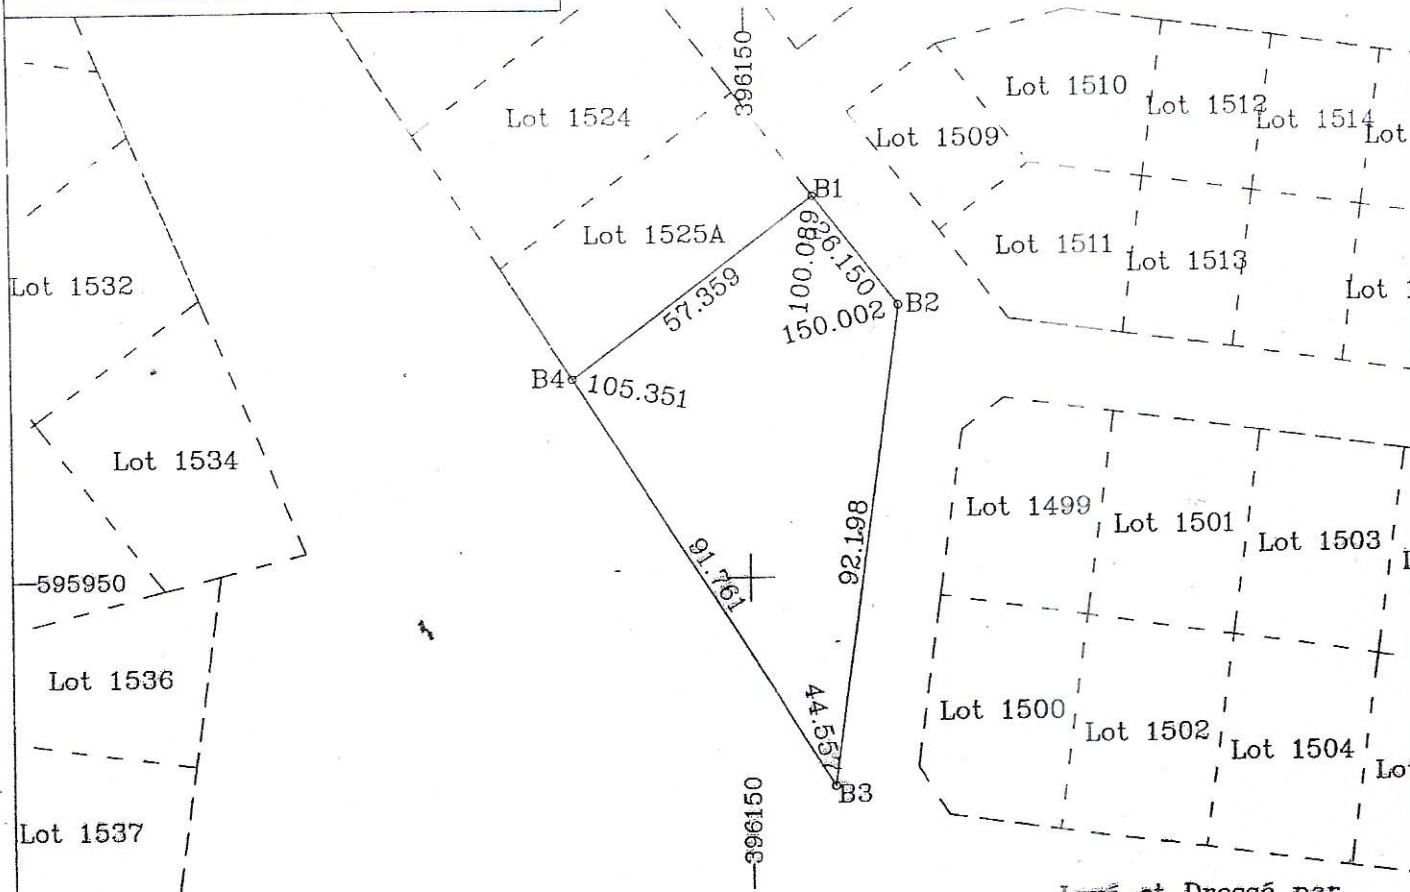 396150
Lot 1524
Lot 1510
Lot 1512
Lot 1514
Lot
Lot 1509
B1
Lot 1525A
100.089
26.150
Lot 1511
Lot 1513
Lot 1532
57.359
Lot
B2
150.002
B4
105.351
Lot 1534
Lot 1499
Lot 1501
Lot 1503
91.761
92.198
595950
Lot 1536
44.557
Lot 1500
Lot 1502
Lot 1504
B3
396150
Lot 1537
et Dressé par